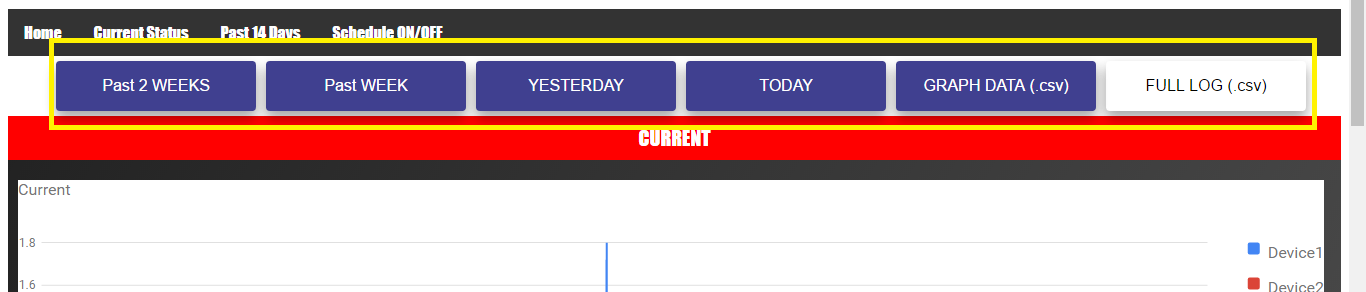 Home Current Status Past 14 Days Schedule ON/OFF
Past 2 WEEKS Past WEEK YESTERDAY TODAY GRAPH DATA (.csv) FULL LOG (.csv)
CURRENT
Current
1.8
Device1
1.6
Device2